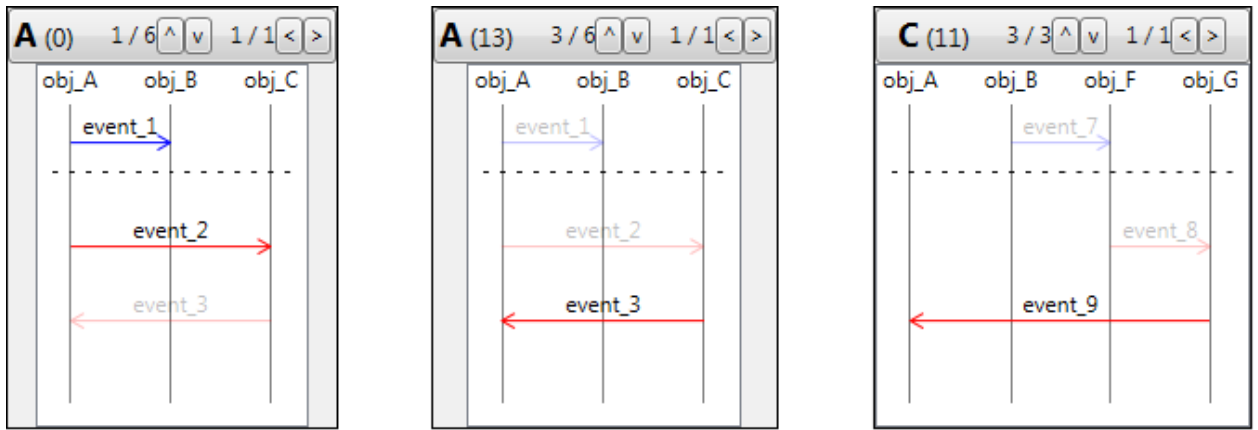 A (0) 1 / 6 ^ v 1 / 1 < >
obj_A obj_B obj_C
event_1
event_2
event_3
A (13) 3 / 6 ^ v 1 / 1 < >
obj_A obj_B obj_C
event_1
event_2
event_3
C (11) 3 / 3 ^ v 1 / 1 < >
obj_A obj_B obj_F obj_G
event_7
event_8
event_9